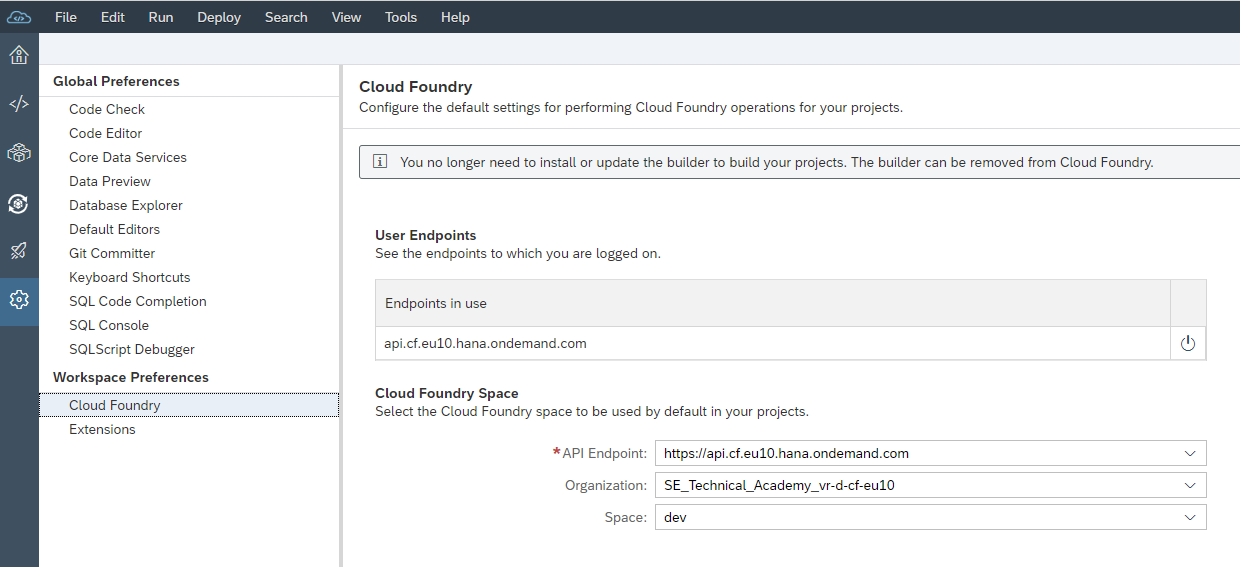 File Edit Run Deploy Search View Tools Help
Global Preferences
Code Check
Code Editor
Core Data Services
Data Preview
Database Explorer
Default Editors
Git Committer
Keyboard Shortcuts
SQL Code Completion
SQL Console
SQLScript Debugger
Workspace Preferences
Cloud Foundry
Extensions
Cloud Foundry
Configure the default settings for performing Cloud Foundry operations for your projects.
You no longer need to install or update the builder to build your projects. The builder can be removed from Cloud Foundry.
User Endpoints
See the endpoints to which you are logged on.
Endpoints in use
api.cf.eu10.hana.ondemand.com
Cloud Foundry Space
Select the Cloud Foundry space to be used by default in your projects.
*API Endpoint: https://api.cf.eu10.hana.ondemand.com
Organization: SE_Technical_Academy_vr-d-cf-eu10
Space: dev